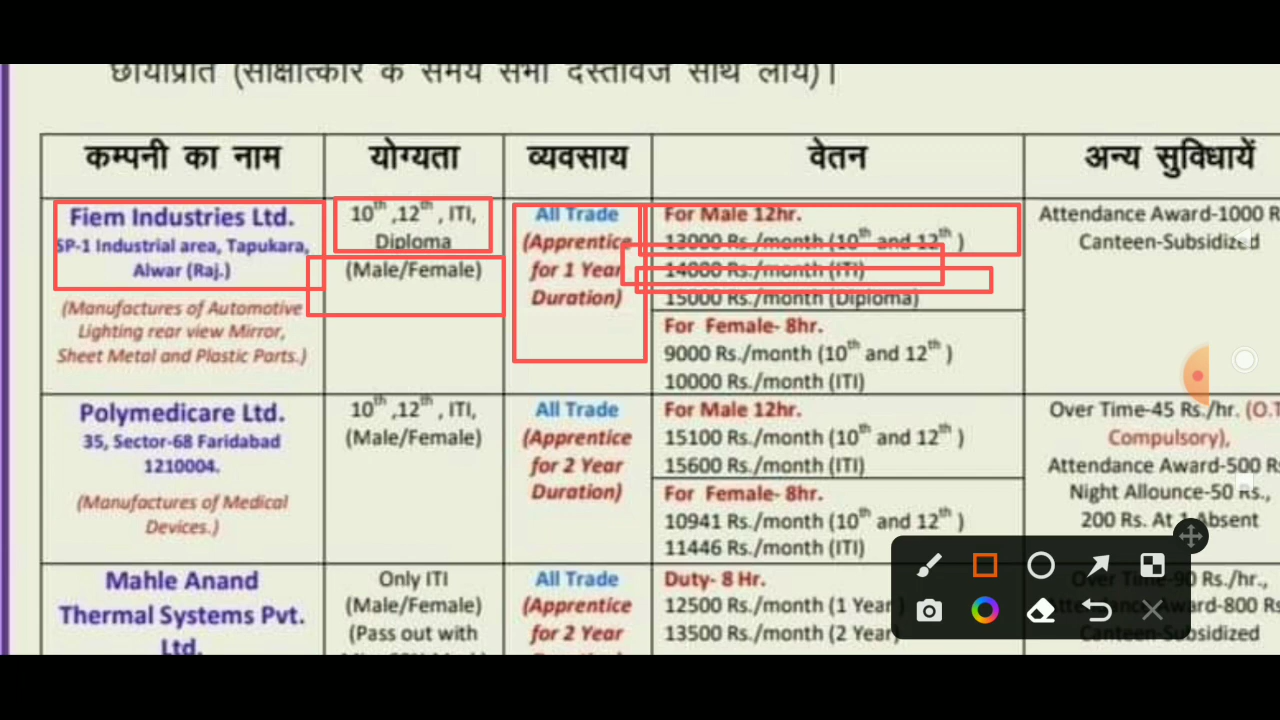 छायाप्रति (साक्षात्कार के समय सभी दस्तावेज साथ लायें)।
कम्पनी का नाम
योग्यता
व्यवसाय
वेतन
अन्य सुविधायें
Fiem Industries Ltd.
SP-1 Industrial area, Tapukara,
Alwar (Raj.)
(Manufactures of Automotive
Lighting rear view Mirror,
Sheet Metal and Plastic Parts.)
10th ,12th , ITI,
Diploma
(Male/Female)
All Trade
(Apprentice
for 1 Year
Duration)
For Male 12hr.
13000 Rs./month (10th and 12th )
14000 Rs./month (ITI)
15000 Rs./month (Diploma)
For Female- 8hr.
9000 Rs./month (10th and 12th )
10000 Rs./month (ITI)
Attendance Award-1000 R
Canteen-Subsidized
Polymedicare Ltd.
35, Sector-68 Faridabad
1210004.
(Manufactures of Medical
Devices.)
10th ,12th , ITI,
(Male/Female)
All Trade
(Apprentice
for 2 Year
Duration)
For Male 12hr.
15100 Rs./month (10th and 12th )
15600 Rs./month (ITI)
For Female- 8hr.
10941 Rs./month (10th and 12th )
11446 Rs./month (ITI)
Over Time-45 Rs./hr. (O.T
Compulsory),
Attendance Award-500 R
Night Allounce-50 Rs.,
200 Rs. At 1 Absent
Mahle Anand
Thermal Systems Pvt.
Ltd.
Only ITI
(Male/Female)
(Pass out with
All Trade
(Apprentice
for 2 Year
Duty- 8 Hr.
12500 Rs./month (1 Year)
13500 Rs./month (2 Year)
Over Time-90 Rs./hr.,
Attendance Award-800 R
Canteen-Subsidized